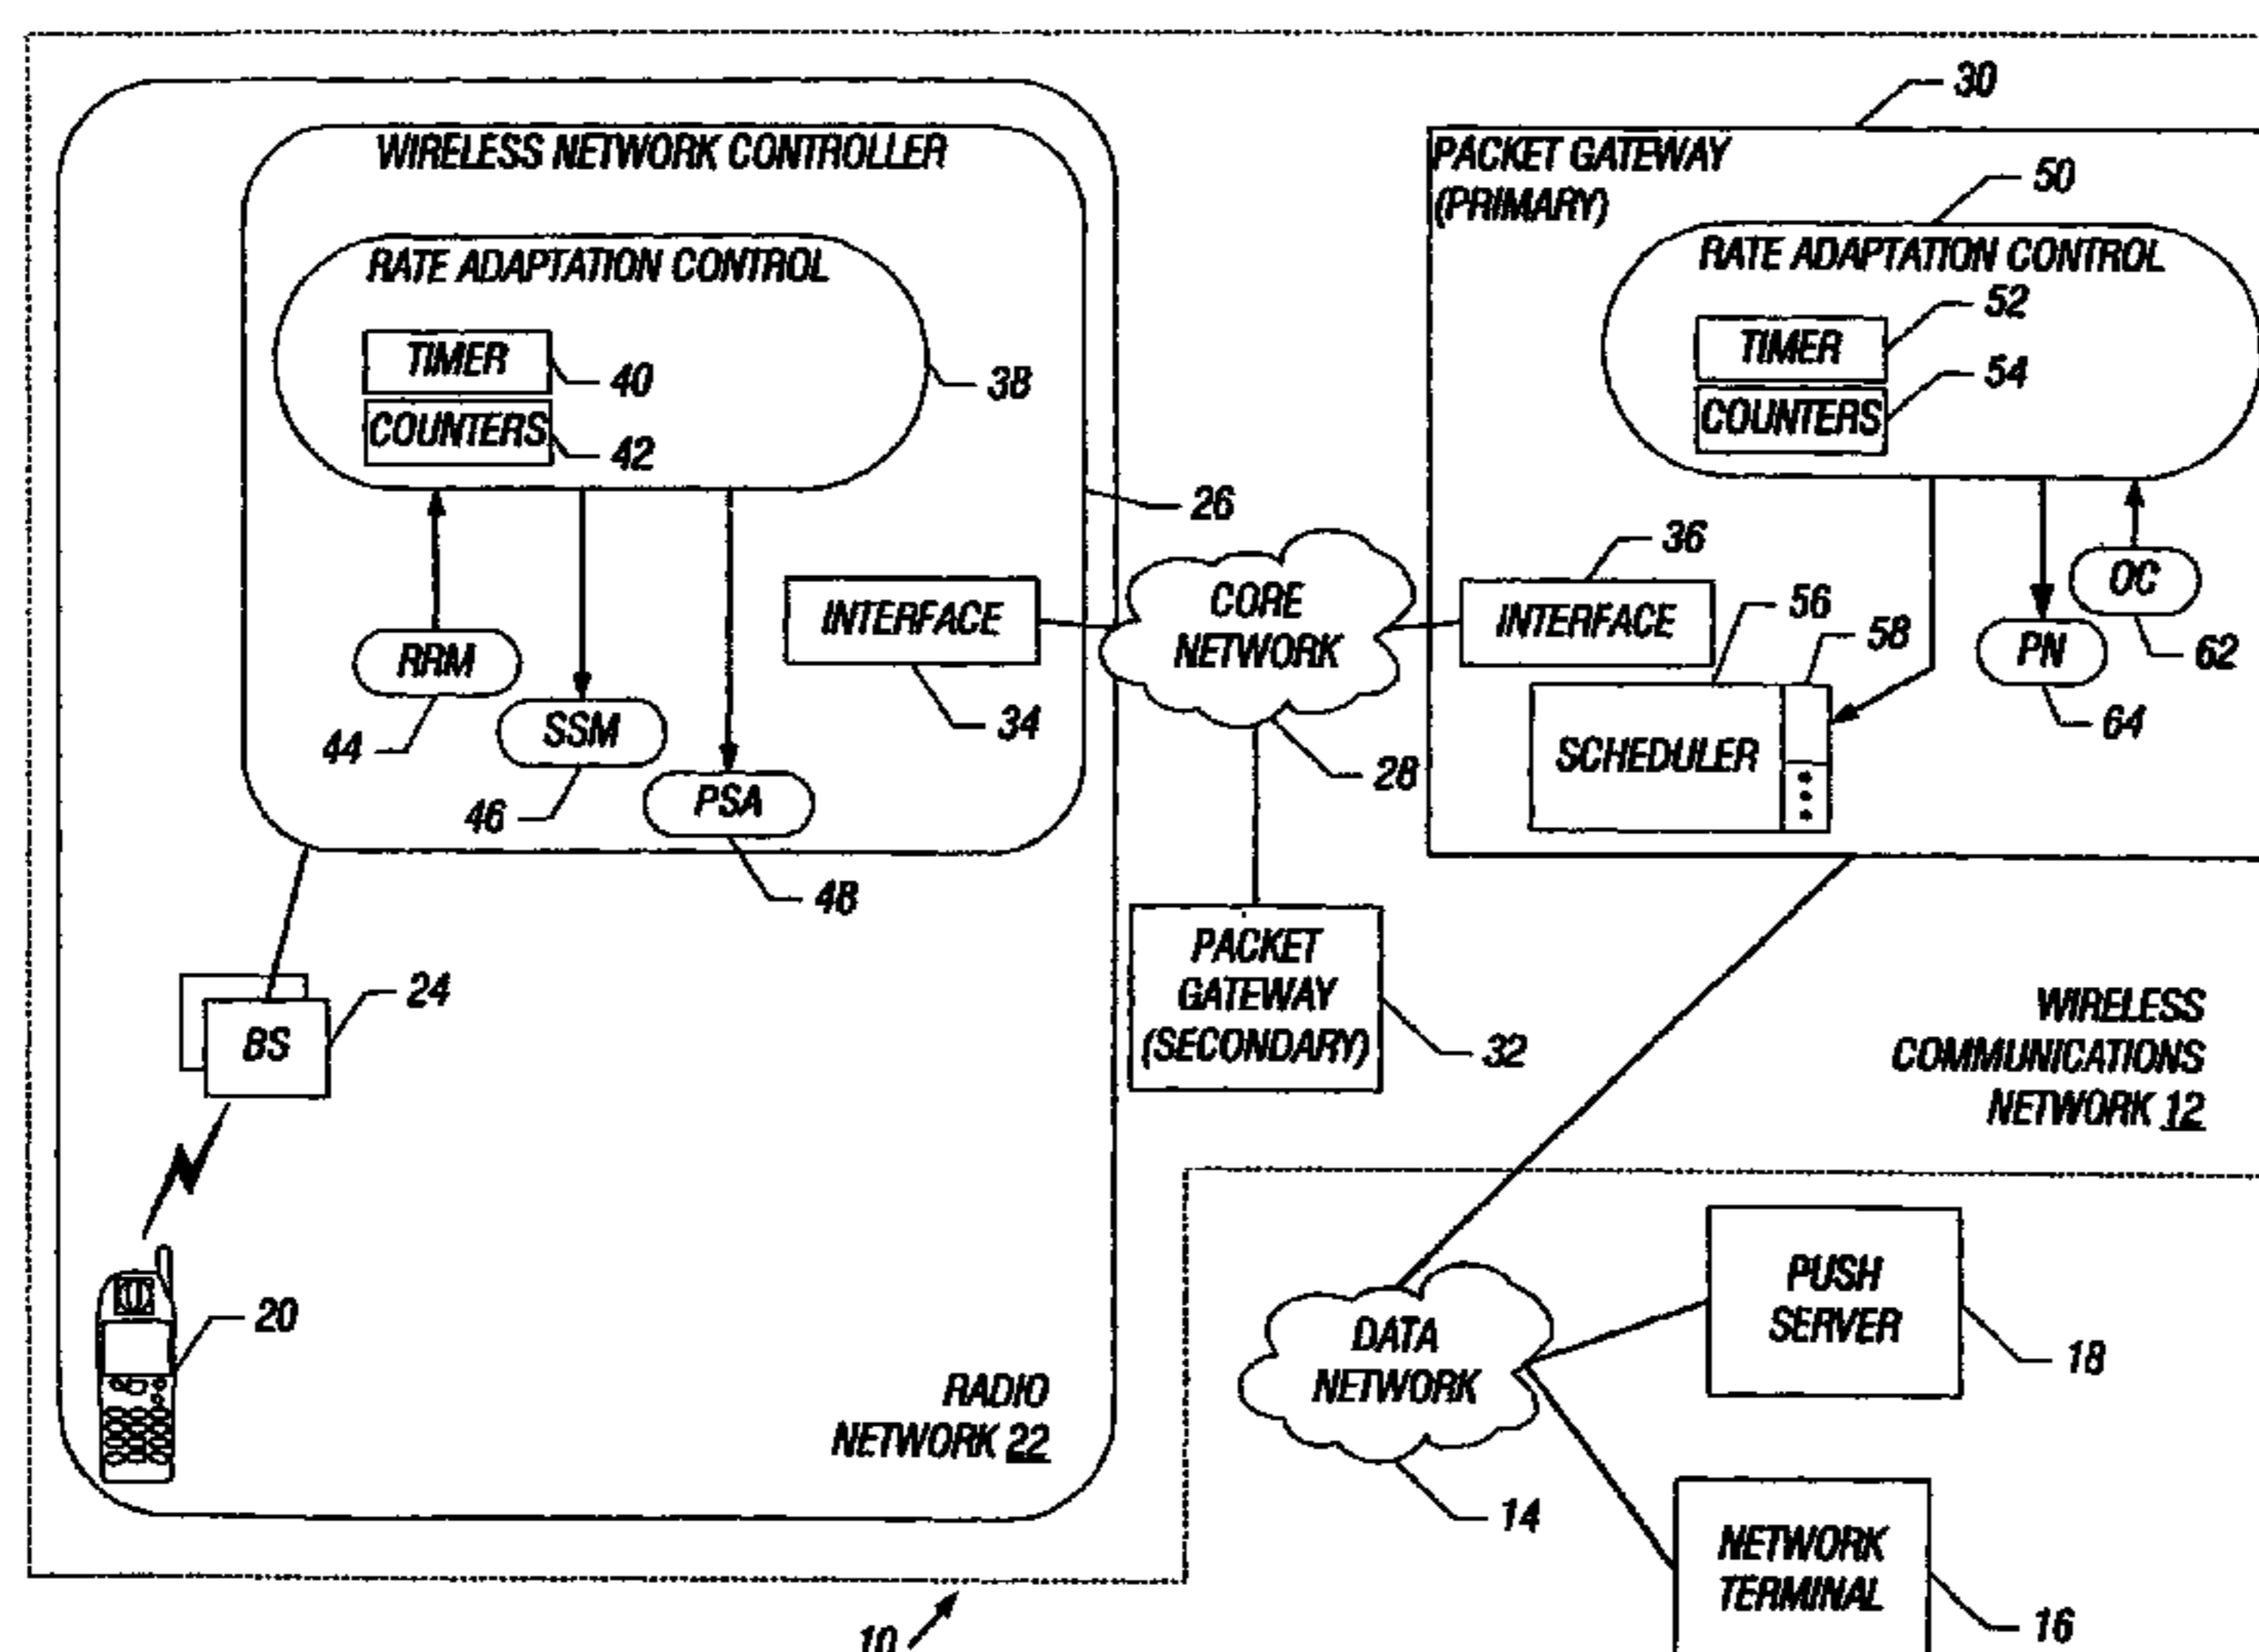 30
WIRELESS NETWORK CONTROLLER
PACKET GATEWAY
(PRIMARY)
50
RATE ADAPTATION CONTROL
RATE ADAPTATION CONTROL
52
TIMER
40
38
TIMER
54
COUNTERS
42
COUNTERS
26
36
CORE
NETWORK
INTERFACE
INTERFACE
OC
56
58
RRM
PN
62
44
SSM
34
64
SCHEDULER
28
46
PSA
48
PACKET
GATEWAY
(SECONDARY)
32
24
BS
WIRELESS
COMMUNICATIONS
NETWORK 12
20
PUSH
SERVER
18
DATA
NETWORK
RADIO
NETWORK 22
14
NETWORK
TERMINAL
16
10